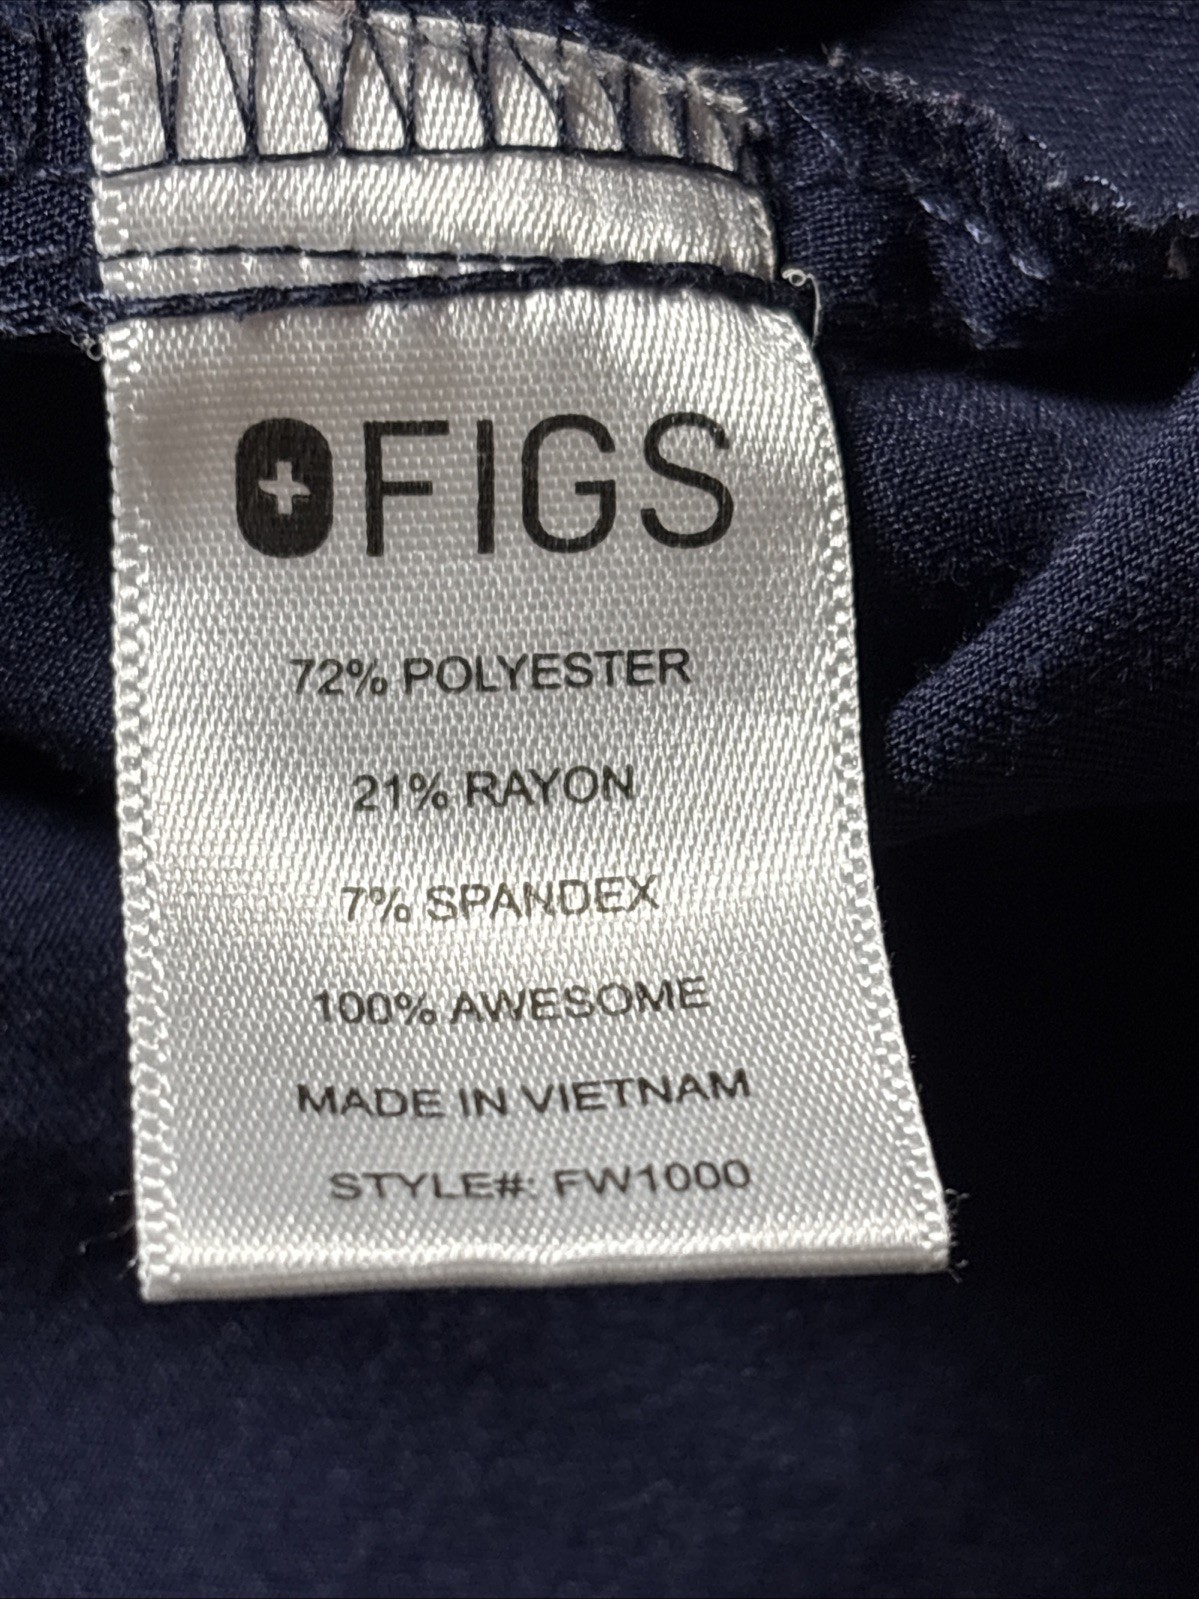 FIGS
72% POLYESTER
21% RAYON
7% SPANDEX
100% AWESOME
MADE IN VIETNAM
STYLE#: FW1000